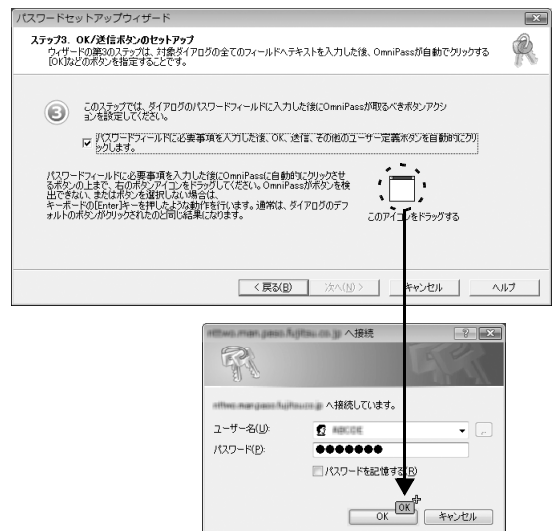 パスワードセットアップウィザード
ステップ3. OK/送信ボタンのセットアップ
ウィザードの第3のステップは、対象ダイアログの全てのフィールドへテキストを入力した後、OmniPassが自動でクリックする
[OK]などのボタンを指定することです。
3
このステップでは、ダイアログのパスワードフィールドに入力した後にOmniPassが取るべきボタンアクシ
ョンを設定してください。
パスワードフィールドに必要事項を入力した後、OK、送信、その他のユーザー定義ボタンを自動的にクリ
ックします。
パスワードフィールドに必要事項を入力した後にOmniPassに自動的にクリックさせ
るボタンの上まで、右のボタンアイコンをドラッグしてください。OmniPassがボタンを検
出できない、またはボタンを選択しない場合は、
キーボードの[Enter]キーを押したような動作を行います。通常は、ダイアログのデフ
ォルトのボタンがクリックされたのと同じ結果になります。
このアイコンをドラッグする
< 戻る(B)
次へ(N) >
キャンセル
ヘルプ
へ接続
へ接続しています。
ユーザー名(U):
パスワード(P):
●●●●●●●
パスワードを記憶する(R)
OK
OK
キャンセル